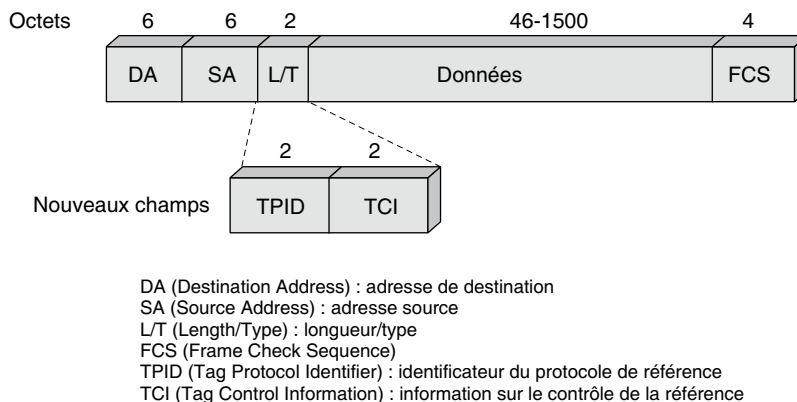 Octets 6 6 2 46-1500 4
DA SA L/T Données FCS
2 2
Nouveaux champs TPID TCI
DA (Destination Address) : adresse de destination
SA (Source Address) : adresse source
L/T (Length/Type) : longueur/type
FCS (Frame Check Sequence)
TPID (Tag Protocol Identifier) : identificateur du protocole de référence
TCI (Tag Control Information) : information sur le contrôle de la référence